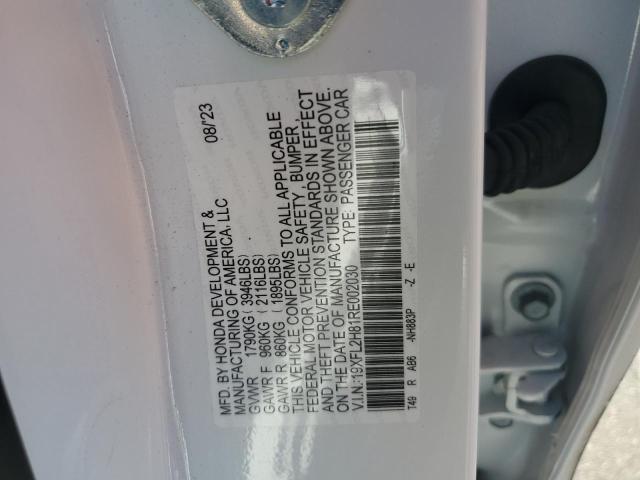 MFD. BY HONDA DEVELOPMENT & 08/'23
MANUFACTURING OF AMERICA, LLC
GVWR 1790KG(3946LBS)
GAWR F 960KG (2116LBS)
GAWR R 860KG (1895LBS)
THIS VEHICLE CONFORMS TO ALL APPLICABLE
FEDERAL MOTOR VEHICLE SAFETY, BUMPER,
AND THEFT PREVENTION STANDARDS IN EFFECT
ON THE DATE OF MANUFACTURE SHOWN ABOVE.
V.I.N.:19XFL2H81RE002030 TYPE: PASSENGER CAR
T49 R AB6 -NH883P -Z -E